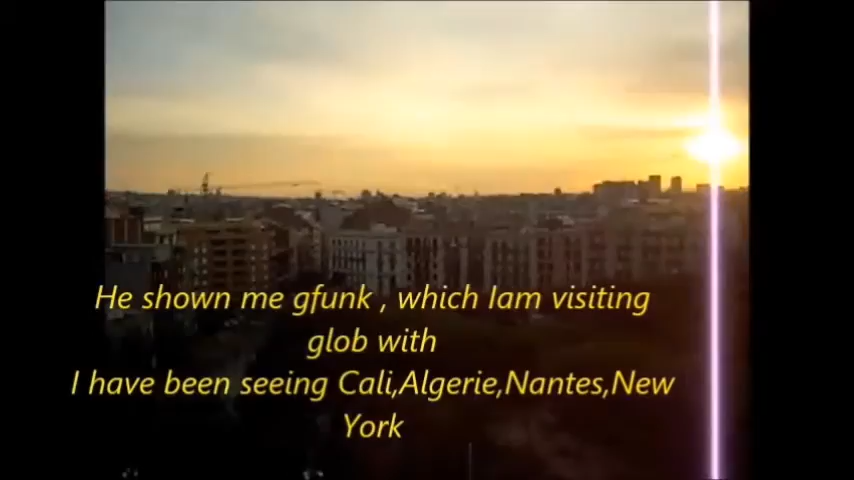 He shown me gfunk , which Iam visiting
glob with
I have been seeing Cali,Algerie,Nantes,New
York